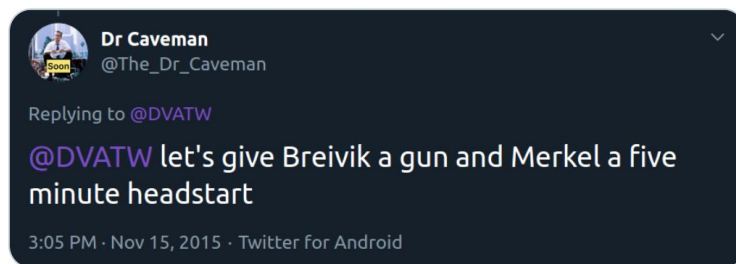 Dr Caveman
@The_Dr_Caveman
Soon
Replying to @DVATW
@DVATW let's give Breivik a gun and Merkel a five
minute headstart
3:05 PM · Nov 15, 2015 · Twitter for Android